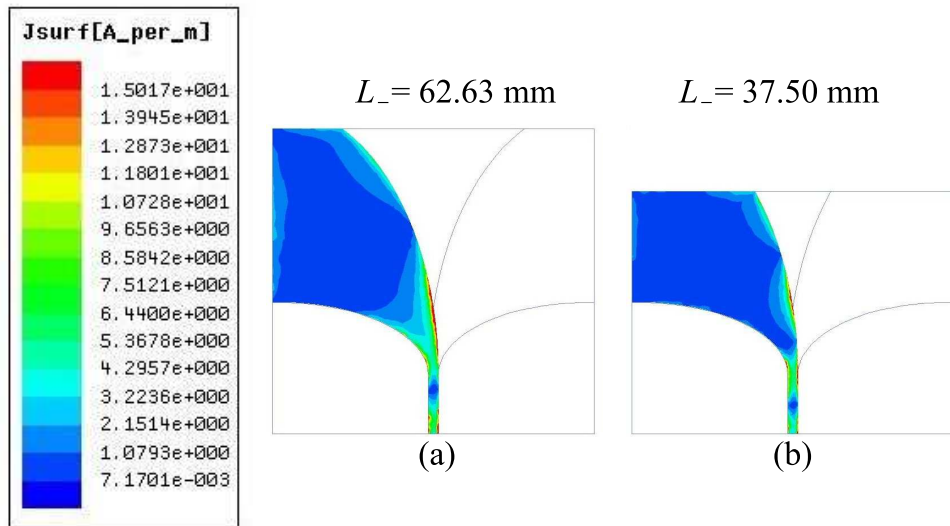 Jsurf[A_per_m]
1.5017e+001
1.3945e+001
1.2873e+001
1.1801e+001
1.0728e+001
9.6563e+000
8.5842e+000
7.5121e+000
6.4400e+000
5.3678e+000
4.2957e+000
3.2236e+000
2.1514e+000
1.0793e+000
7.1701e-003
L₋= 62.63 mm
L₋= 37.50 mm
(a)
(b)